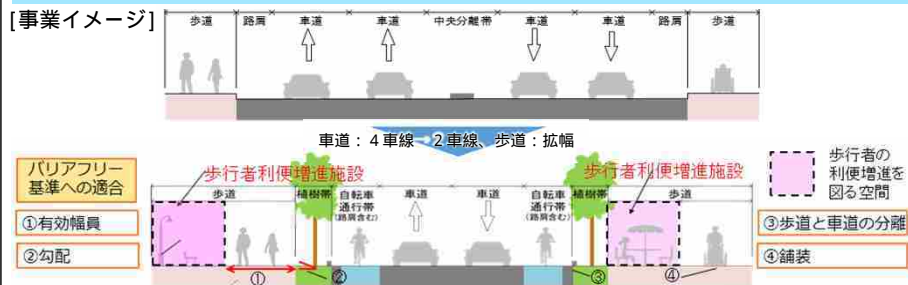 [事業イメージ]
歩道 路肩 車道 車道 中央分離帯 車道 車道 路肩 歩道
車道：４車線→２車線、歩道：拡幅
バリアフリー
基準への適合
①有効幅員
②勾配
歩行者利便増進施設
歩行者利便増進施設
歩道 植樹帯 自転車
通行帯
(路肩含む)
車道 車道 自転車
通行帯
(路肩含む)
植樹帯 歩道
① ② ③ ④
歩行者の
利便増進を
図る空間
③歩道と車道の分離
④舗装